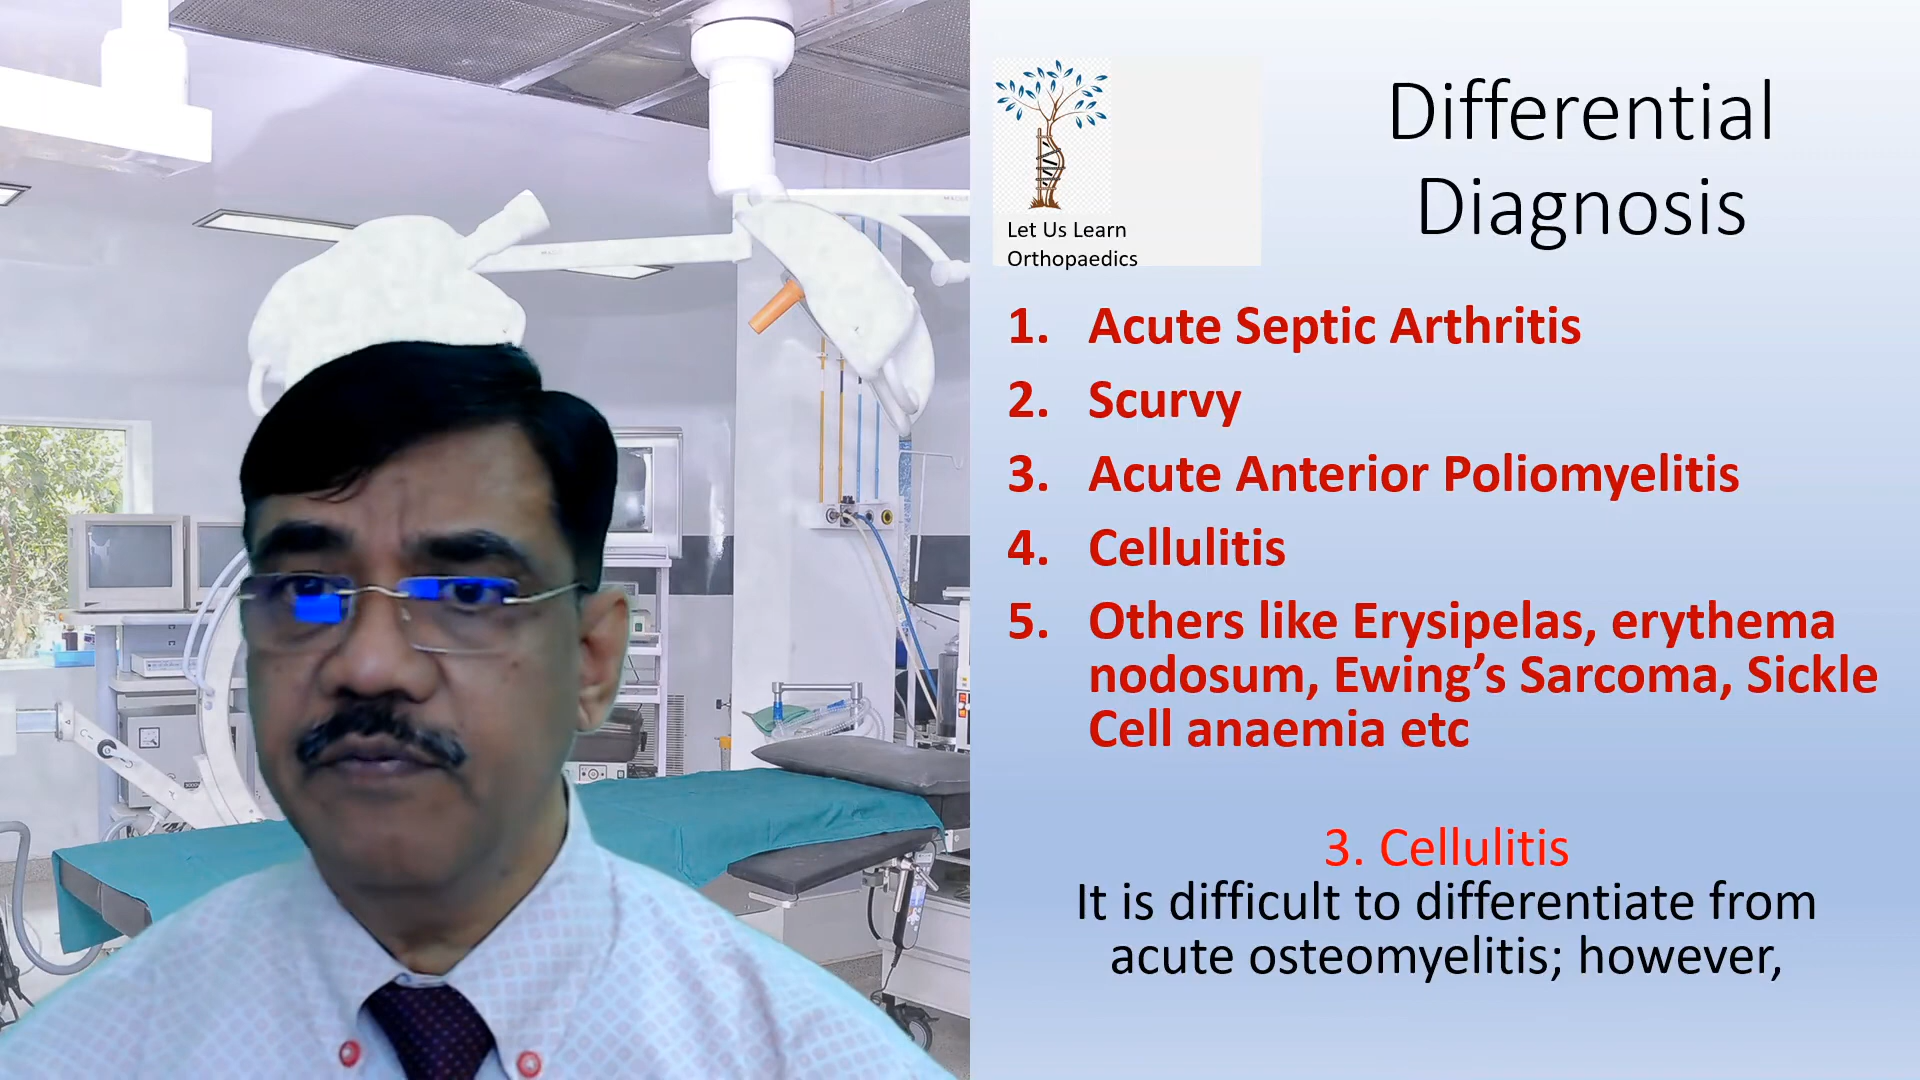 Differential
Diagnosis
Let Us Learn
Orthopaedics
1. Acute Septic Arthritis
2. Scurvy
3. Acute Anterior Poliomyelitis
4. Cellulitis
5. Others like Erysipelas, erythema
nodosum, Ewing’s Sarcoma, Sickle
Cell anaemia etc
3. Cellulitis
It is difficult to differentiate from
acute osteomyelitis; however,